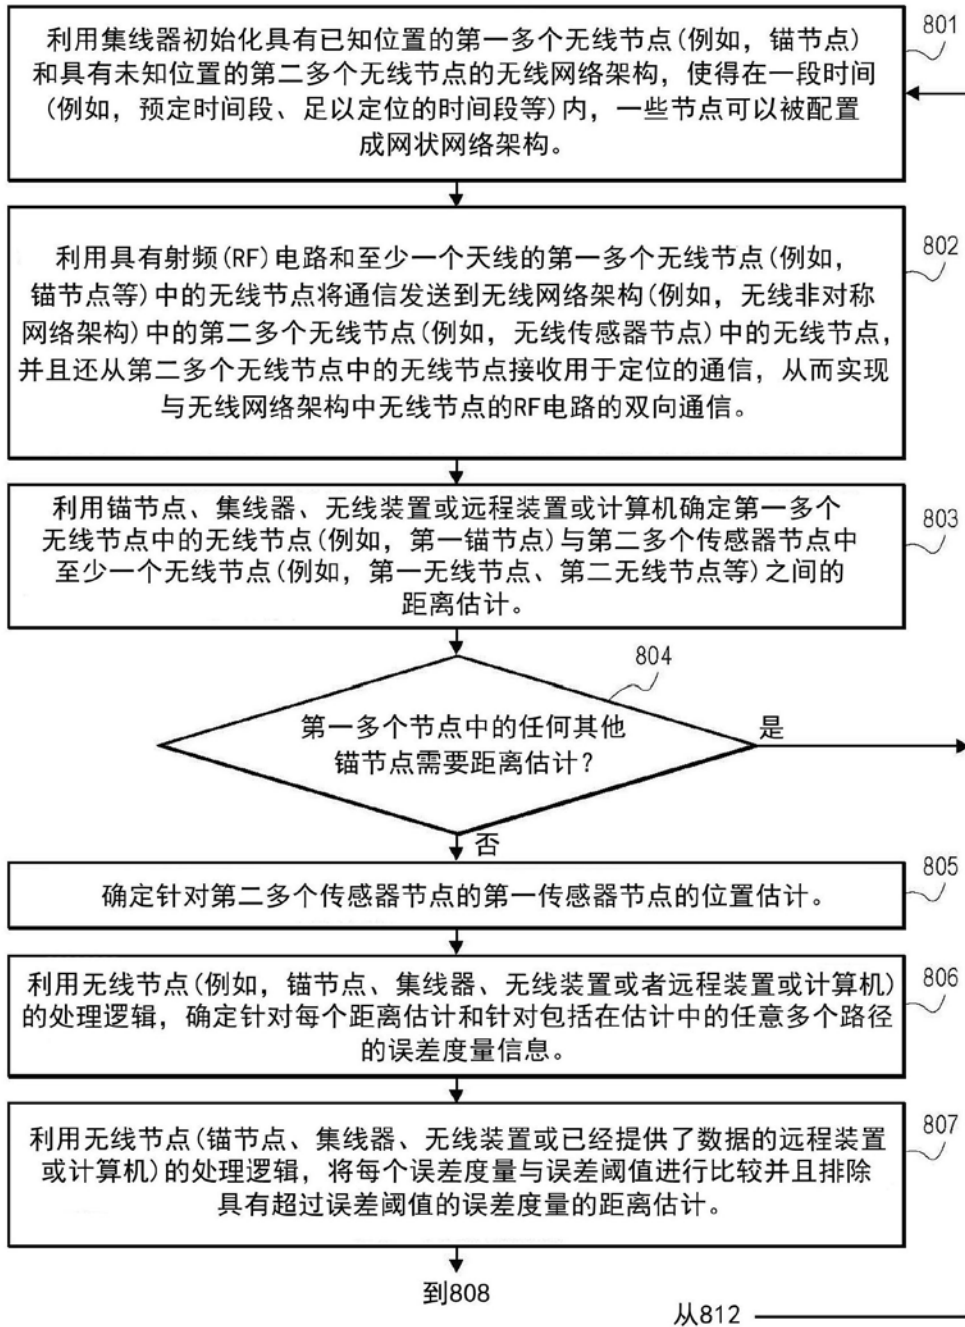 利用集线器初始化具有已知位置的第一多个无线节点(例如，锚节点)
和具有未知位置的第二多个无线节点的无线网络架构，使得在一段时间
(例如，预定时间段、足以定位的时间段等)内，一些节点可以被配置
成网状网络架构。
801
利用具有射频(RF)电路和至少一个天线的第一多个无线节点(例如，
锚节点等)中的无线节点将通信发送到无线网络架构(例如，无线非对称
网络架构)中的第二多个无线节点(例如，无线传感器节点)中的无线节点，
并且还从第二多个无线节点中的无线节点接收用于定位的通信，从而实现
与无线网络架构中无线节点的RF电路的双向通信。
802
利用锚节点、集线器、无线装置或远程装置或计算机确定第一多个
无线节点中的无线节点(例如，第一锚节点)与第二多个传感器节点中
至少一个无线节点(例如，第一无线节点、第二无线节点等)之间的
距离估计。
803
804
第一多个节点中的任何其他
锚节点需要距离估计？
是
否
确定针对第二多个传感器节点的第一传感器节点的位置估计。
805
利用无线节点(例如，锚节点、集线器、无线装置或者远程装置或计算机)
的处理逻辑，确定针对每个距离估计和针对包括在估计中的任意多个路径
的误差度量信息。
806
利用无线节点(锚节点、集线器、无线装置或已经提供了数据的远程装置
或计算机)的处理逻辑，将每个误差度量与误差阈值进行比较并且排除
具有超过误差阈值的误差度量的距离估计。
807
到808
从812